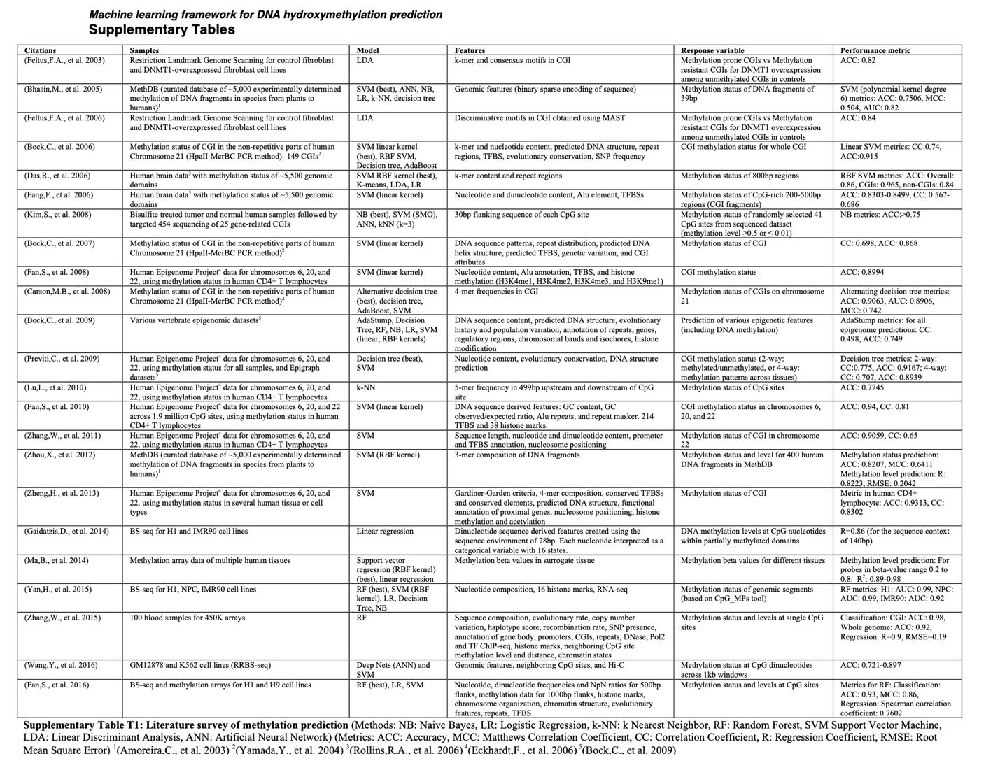 Machine learning framework for DNA hydroxymethylation prediction
Supplementary Tables
Citations Samples Model Features Response variable Performance metric
(Feltus,F.A., et al. 2003) Restriction Landmark Genome Scanning for control fibroblast LDA k-mer and consensus motifs in CGI Methylation prone CGIs vs Methylation ACC: 0.82
and DNMT1-overexpressed fibroblast cell lines resistant CGIs for DNMT1 overexpression
among unmethylated CGIs in controls
(Bhasin,M., et al. 2005) MethDB (curated database of ~5,000 experimentally determined SVM (best), ANN, NB, Genomic features (binary sparse encoding of sequence) Methylation status of DNA fragments of SVM (polynomial kernel degree
methylation of DNA fragments in species from plants to LR, k-NN, decision tree 39bp 6) metrics: ACC: 0.7506, MCC:
humans)1 0.504, AUC: 0.82
(Feltus,F.A., et al. 2006) Restriction Landmark Genome Scanning for control fibroblast LDA Discriminative motifs in CGI obtained using MAST Methylation prone CGIs vs Methylation ACC: 0.84
and DNMT1-overexpressed fibroblast cell lines resistant CGIs for DNMT1 overexpression
among unmethylated CGIs in controls
(Bock,C., et al. 2006) Methylation status of CGI in the non-repetitive parts of human SVM linear kernel k-mer and nucleotide content, predicted DNA structure, repeat CGI methylation status for whole CGI Linear SVM metrics: CC:0.74,
Chromosome 21 (HpaII-McrBC PCR method)- 149 CGIs2 (best), RBF SVM, regions, TFBS, evolutionary conservation, SNP frequency ACC:0.915
Decision tree, AdaBoost
(Das,R., et al. 2006) Human brain data3 with methylation status of ~5,500 genomic SVM RBF kernel (best), k-mer content and repeat regions Methylation status of 800bp regions RBF SVM metrics: ACC: Overall:
domains K-means, LDA, LR 0.86, CGIs: 0.965, non-CGIs: 0.84
(Fang,F., et al. 2006) Human brain data3 with methylation status of ~5,500 genomic SVM (linear kernel) Nucleotide and dinucleotide content, Alu element, TFBSs Methylation status of CpG-rich 200-500bp ACC: 0.8303-0.8499, CC: 0.567-
domains regions (CGI fragments) 0.686
(Kim,S., et al. 2008) Bisulfite treated tumor and normal human samples followed by NB (best), SVM (SMO), 30bp flanking sequence of each CpG site Methylation status of randomly selected 41 NB metrics: ACC:>0.75
targeted 454 sequencing of 25 gene-related CGIs ANN, kNN (k=3) CpG sites from sequenced dataset
(methylation level ≥0.5 or ≤ 0.01)
(Bock,C., et al. 2007) Methylation status of CGI in the non-repetitive parts of human SVM (linear kernel) DNA sequence patterns, repeat distribution, predicted DNA Methylation status of CGI CC: 0.698, ACC: 0.868
Chromosome 21 (HpaII-McrBC PCR method)2 helix structure, predicted TFBS, genetic variation, and CGI
attributes
(Fan,S., et al. 2008) Human Epigenome Project4 data for chromosomes 6, 20, and SVM (linear kernel) Nucleotide content, Alu annotation, TFBS, and histone CGI methylation status ACC: 0.8994
22, using methylation status in human CD4+ T lymphocytes methylation (H3K4me1, H3K4me2, H3K4me3, and H3K9me1)
(Carson,M.B., et al. 2008) Methylation status of CGI in the non-repetitive parts of human Alternative decision tree 4-mer frequencies in CGI Methylation status of CGIs on chromosome Alternating decision tree metrics:
Chromosome 21 (HpaII-McrBC PCR method)2 (best), decision tree, 21 ACC: 0.9063, AUC: 0.8906,
AdaBoost, SVM MCC: 0.742
(Bock,C., et al. 2009) Various vertebrate epigenomic datasets5 AdaStump, Decision DNA sequence content, predicted DNA structure, evolutionary Prediction of various epigenetic features AdaStump metrics: for all
Tree, RF, NB, LR, SVM history and population variation, annotation of repeats, genes, (including DNA methylation) epigenome predictions: CC:
(linear, RBF kernels) regulatory regions, chromosomal bands and isochores, histone 0.498, ACC: 0.749
modification
(Previti,C., et al. 2009) Human Epigenome Project4 data for chromosomes 6, 20, and Decision tree (best), Nucleotide content, evolutionary conservation, DNA structure CGI methylation status (2-way: Decision tree metrics: 2-way:
22, using methylation status for all samples, and Epigraph SVM prediction methylated/unmethylated, or 4-way: CC:0.775, ACC: 0.9167; 4-way:
datasets5 methylation patterns across tissues) CC: 0.707, ACC: 0.8939
(Lu,L., et al. 2010) Human Epigenome Project4 data for chromosomes 6, 20, and k-NN 5-mer frequency in 499bp upstream and downstream of CpG Methylation status of CpG sites ACC: 0.7745
22, using methylation status in human CD4+ T lymphocytes site
(Fan,S., et al. 2010) Human Epigenome Project4 data for chromosomes 6, 20, and 22 SVM (linear kernel) DNA sequence derived features: GC content, GC CGI methylation status in chromosomes 6, ACC: 0.94, CC: 0.81
across 1.9 million CpG sites, using methylation status in human observed/expected ratio, Alu repeats, and repeat masker. 214 20, and 22
CD4+ T lymphocytes TFBS and 38 histone marks.
(Zhang,W., et al. 2011) Human Epigenome Project4 data for chromosomes 6, 20, and SVM Sequence length, nucleotide and dinucleotide content, promoter Methylation status of CGI in chromosome ACC: 0.9059, CC: 0.65
22, using methylation status in human CD4+ T lymphocytes and TFBS annotation, nucleosome positioning 22
(Zhou,X., et al. 2012) MethDB (curated database of ~5,000 experimentally determined SVM (RBF kernel) 3-mer composition of DNA fragments Methylation status and level for 400 human Methylation status prediction:
methylation of DNA fragments in species from plants to DNA fragments in MethDB ACC: 0.8207, MCC: 0.6411
humans)1 Methylation level prediction: R:
0.8223, RMSE: 0.2042
(Zheng,H., et al. 2013) Human Epigenome Project4 data for chromosomes 6, 20, and SVM Gardiner-Garden criteria, 4-mer composition, conserved TFBSs Methylation status of CGI Metric in human CD4+
22, using methylation status in several human tissue or cell and conserved elements, predicted DNA structure, functional lymphocyte: ACC: 0.9313, CC:
types annotation of proximal genes, nucleosome positioning, histone 0.8302
methylation and acetylation
(Gaidatzis,D., et al. 2014) BS-seq for H1 and IMR90 cell lines Linear regression Dinucleotide sequence derived features created using the DNA methylation levels at CpG nucleotides R=0.86 (for the sequence context
sequence environment of 78bp. Each nucleotide interpreted as a within partially methylated domains of 140bp)
categorical variable with 16 states.
(Ma,B., et al. 2014) Methylation array data of multiple human tissues Support vector Methylation beta values in surrogate tissue Methylation beta values for different tissues Methylation level prediction: For
regression (RBF kernel) probes in beta-value range 0.2 to
(best), linear regression 0.8: R2: 0.89-0.98
(Yan,H., et al. 2015) BS-seq for H1, NPC, IMR90 cell lines RF (best), SVM (RBF Nucleotide composition, 16 histone marks, RNA-seq Methylation status of genomic segments RF metrics: H1: AUC: 0.99, NPC:
kernel), LR, Decision (based on CpG_MPs tool) AUC: 0.99, IMR90: AUC: 0.92
Tree, NB
(Zhang,W., et al. 2015) 100 blood samples for 450K arrays RF Sequence composition, evolutionary rate, copy number Methylation status and levels at single CpG Classification: CGI: ACC: 0.98,
variation, haplotype score, recombination rate, SNP presence, sites Whole genome: ACC: 0.92,
annotation of gene body, promoters, CGIs, repeats, DNase, Pol2 Regression: R=0.9, RMSE=0.19
and TF ChIP-seq, histone marks, neighboring CpG site
methylation level and distance, chromatin states
(Wang,Y., et al. 2016) GM12878 and K562 cell lines (RRBS-seq) Deep Nets (ANN) and Genomic features, neighboring CpG sites, and Hi-C Methylation status at CpG dinucleotides ACC: 0.721-0.897
SVM across 1kb windows
(Fan,S., et al. 2016) BS-seq and methylation arrays for H1 and H9 cell lines RF (best), LR, SVM Nucleotide, dinucleotide frequencies and NpN ratios for 500bp Methylation status and levels at CpG sites Metrics for RF: Classification:
flanks, methylation data for 1000bp flanks, histone marks, ACC: 0.93, MCC: 0.86,
chromosome organization, chromatin structure, evolutionary Regression: Spearman correlation
features, repeats, TFBS coefficient: 0.7602
Supplementary Table T1: Literature survey of methylation prediction (Methods: NB: Naive Bayes, LR: Logistic Regression, k-NN: k Nearest Neighbor, RF: Random Forest, SVM Support Vector Machine,
LDA: Linear Discriminant Analysis, ANN: Artificial Neural Network) (Metrics: ACC: Accuracy, MCC: Matthews Correlation Coefficient, CC: Correlation Coefficient, R: Regression Coefficient, RMSE: Root
Mean Square Error) 1(Amoreira,C., et al. 2003) 2(Yamada,Y., et al. 2004) 3(Rollins,R.A., et al. 2006) 4(Eckhardt,F., et al. 2006) 5(Bock,C., et al. 2009)